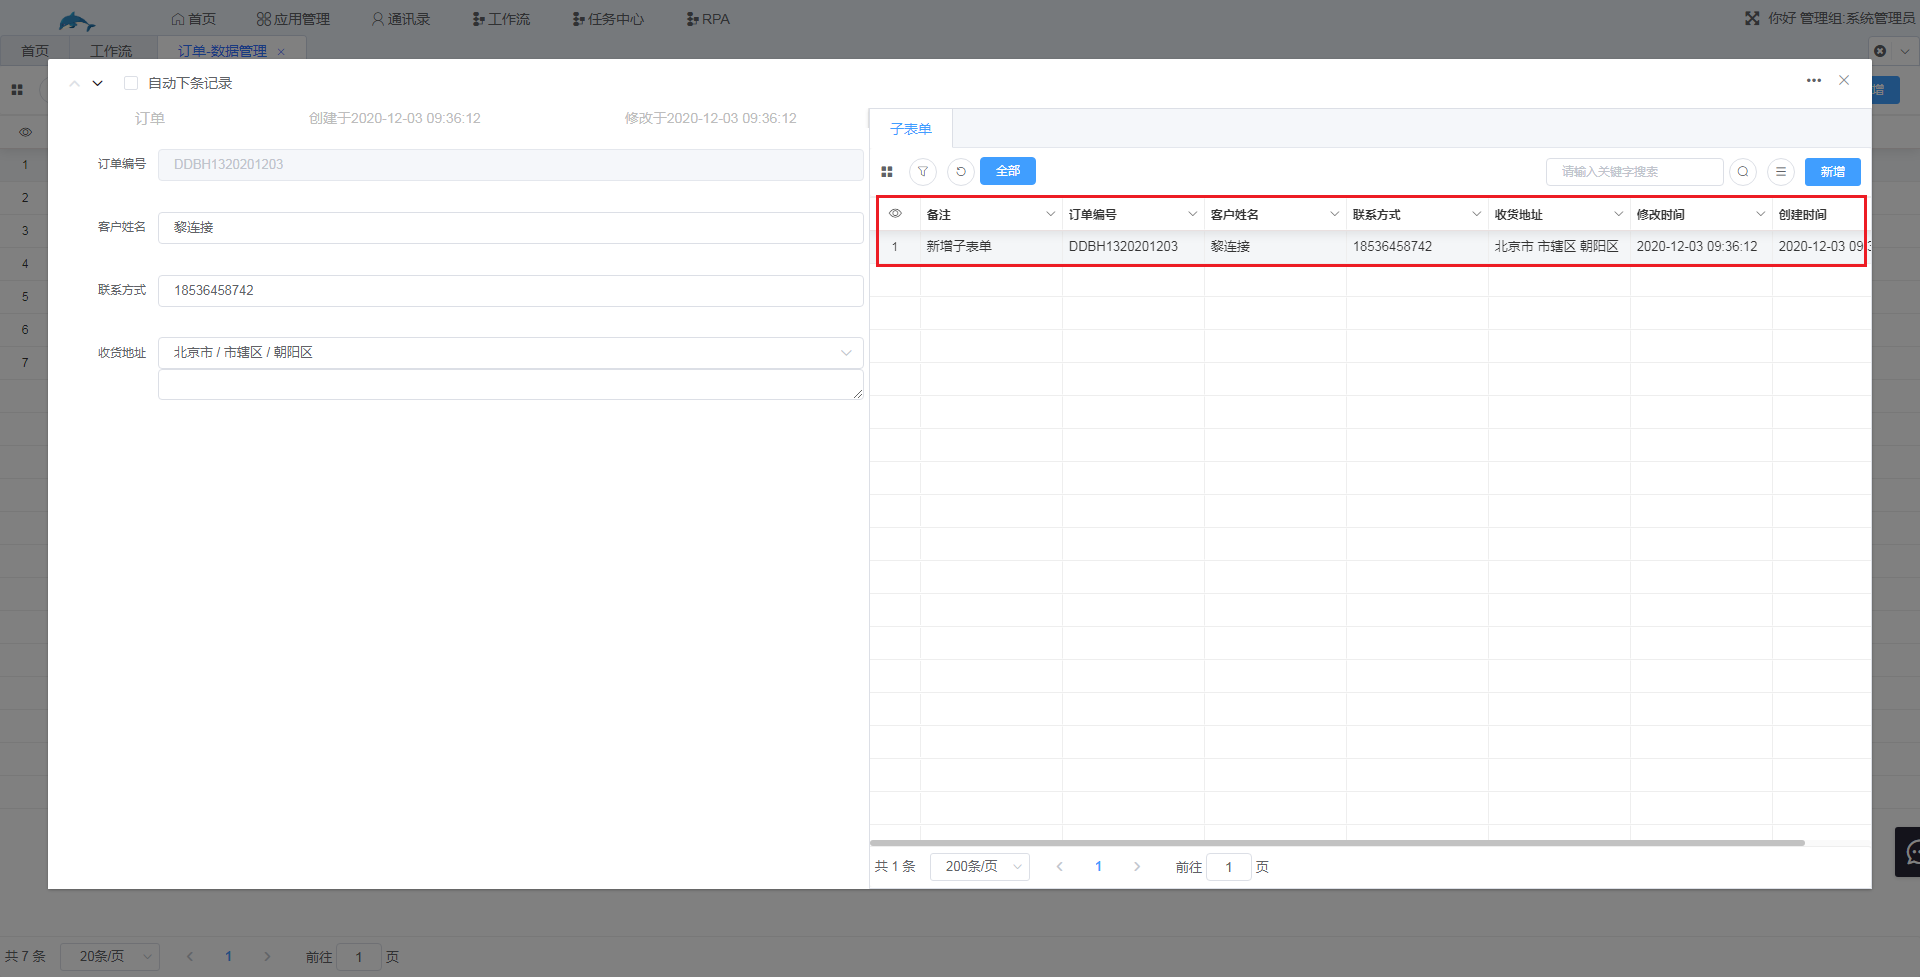 首页 应用管理 通讯录 工作流 任务中心 RPA 你好 管理组:系统管理员
首页 工作流 订单-数据管理 ×
自动下条记录
增
订单 创建于2020-12-03 09:36:12 修改于2020-12-03 09:36:12
子表单
订单编号 DDBH1320201203
全部 请输入关键字搜索 新增
客户姓名 黎连接
备注 订单编号 客户姓名 联系方式 收货地址 修改时间 创建时间
1 新增子表单 DDBH1320201203 黎连接 18536458742 北京市 市辖区 朝阳区 2020-12-03 09:36:12 2020-12-03 09:3
联系方式 18536458742
收货地址 北京市 / 市辖区 / 朝阳区
1
2
3
4
5
6
7
共 1 条 200条/页 1 前往 1 页
共 7 条 20条/页 1 前往 1 页